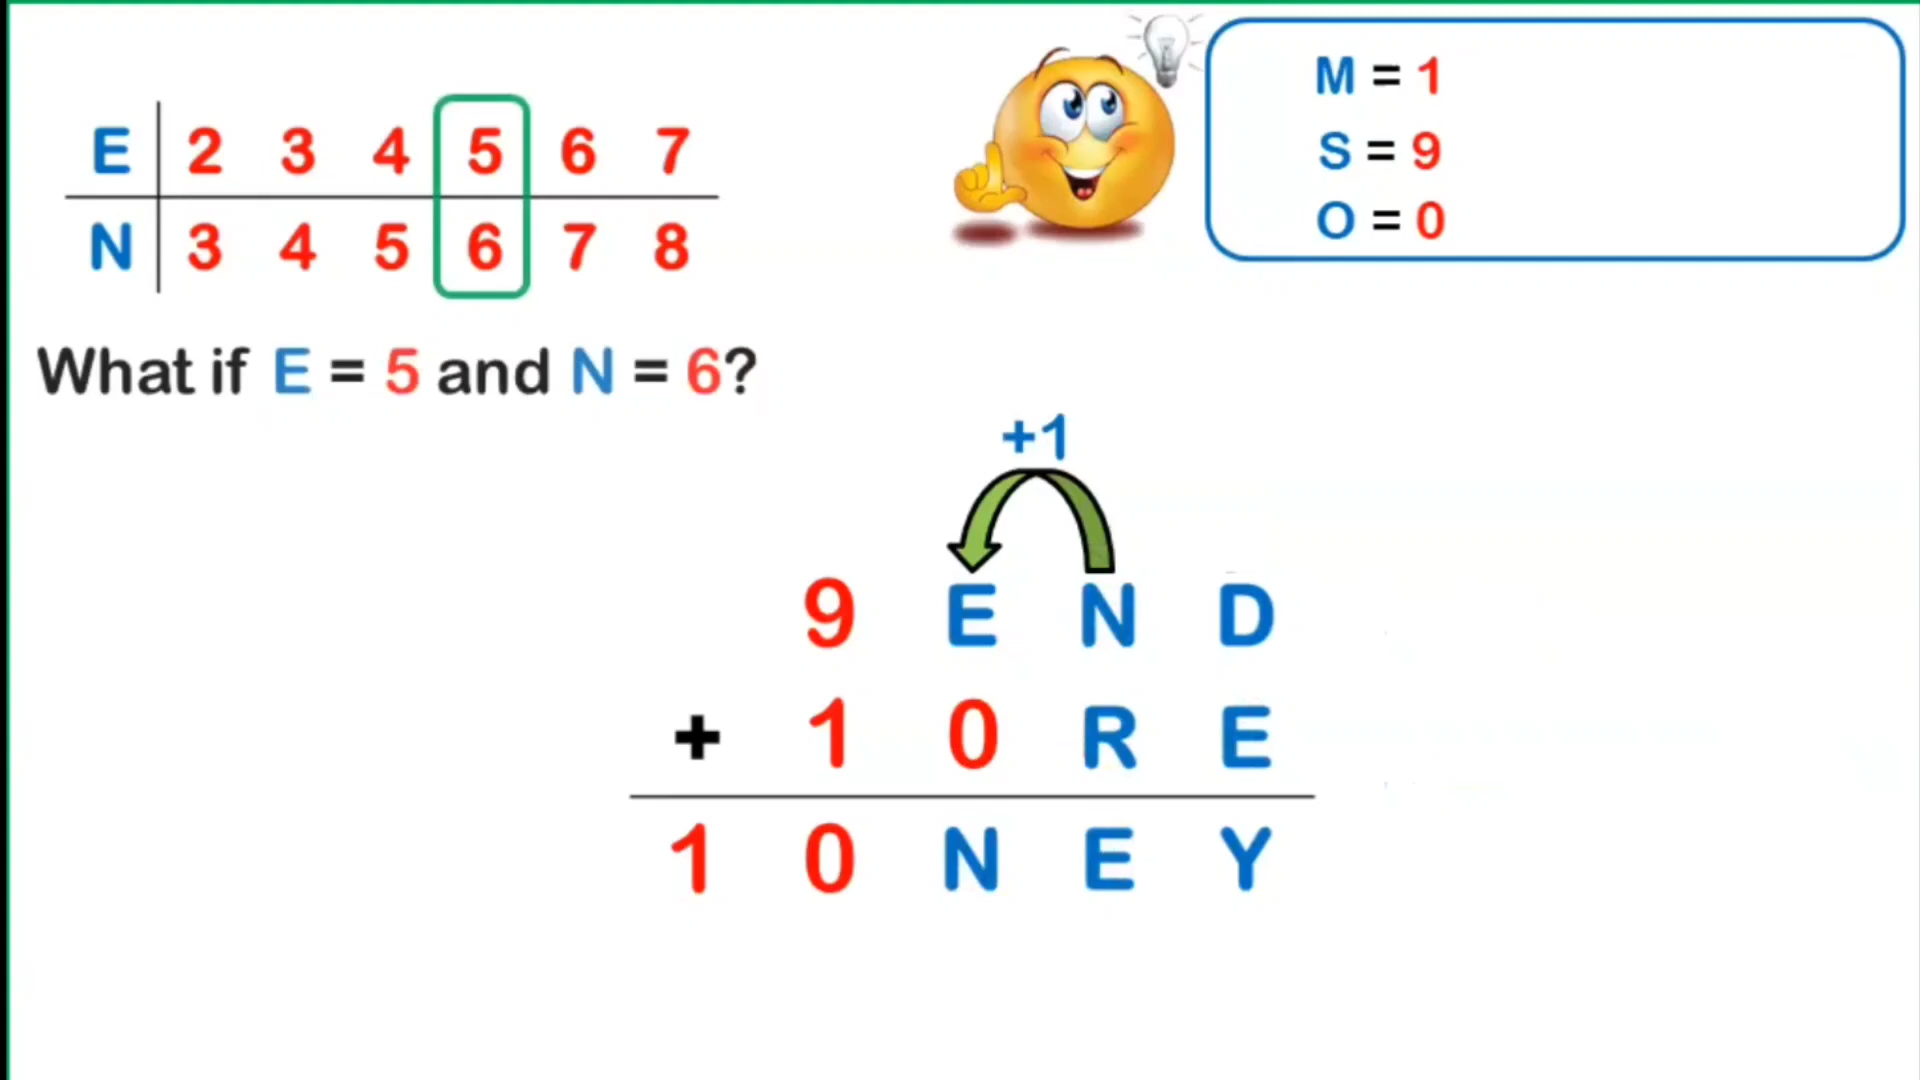 E 2 3 4 5 6 7
N 3 4 5 6 7 8
M = 1
S = 9
O = 0
What if E = 5 and N = 6?
+1
9 E N D
+ 1 0 R E
1 0 N E Y